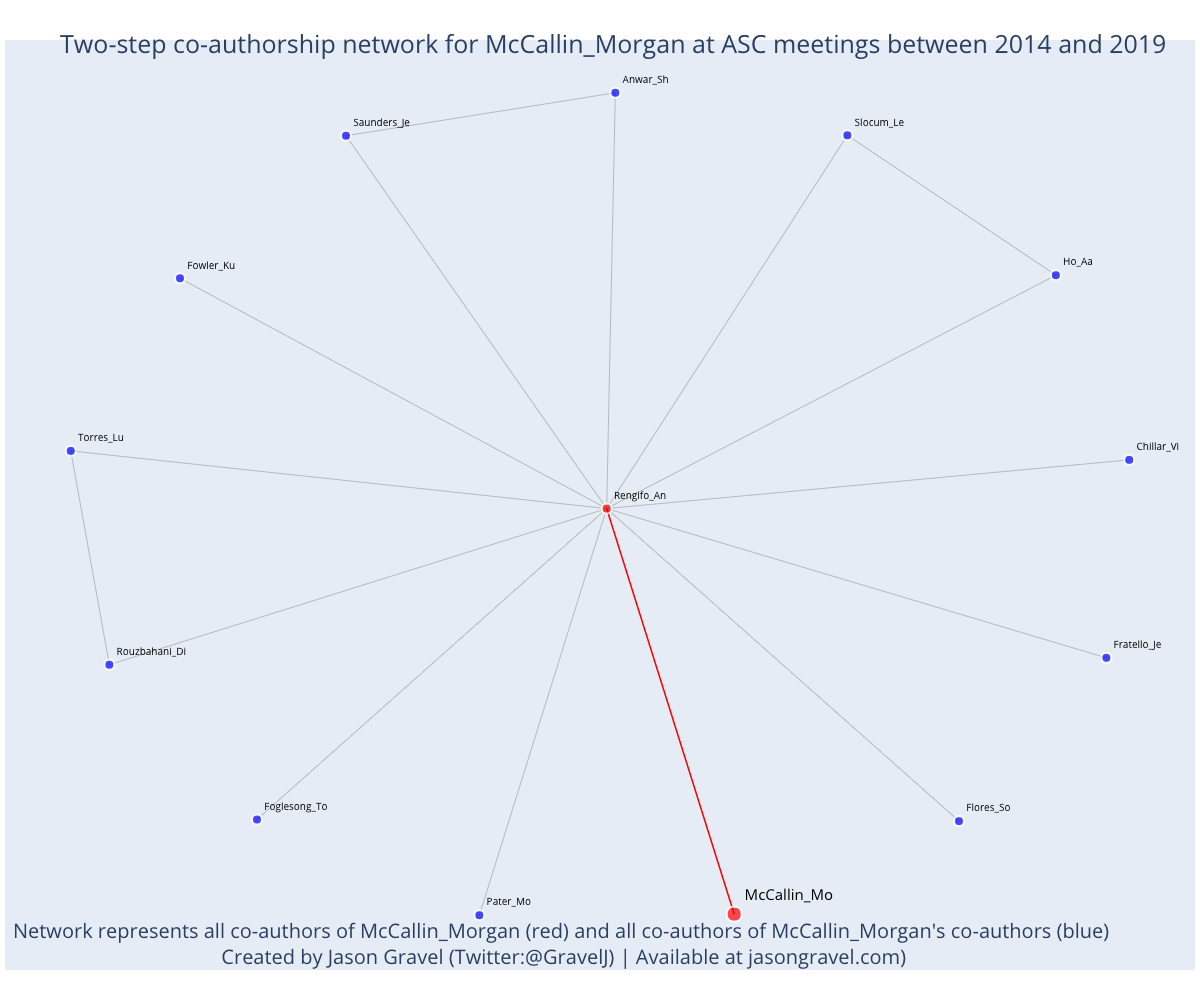 Two-step co-authorship network for McCallin_Morgan at ASC meetings between 2014 and 2019
Anwar_Sh
Saunders_Je
Slocum_Le
Fowler_Ku
Ho_Aa
Torres_Lu
Chillar_Vi
Rengifo_An
Rouzbahani_Di
Fratello_Je
Foglesong_To
Flores_So
McCallin_Mo
Pater_Mo
Network represents all co-authors of McCallin_Morgan (red) and all co-authors of McCallin_Morgan's co-authors (blue)
Created by Jason Gravel (Twitter:@GravelJ) | Available at jasongravel.com)